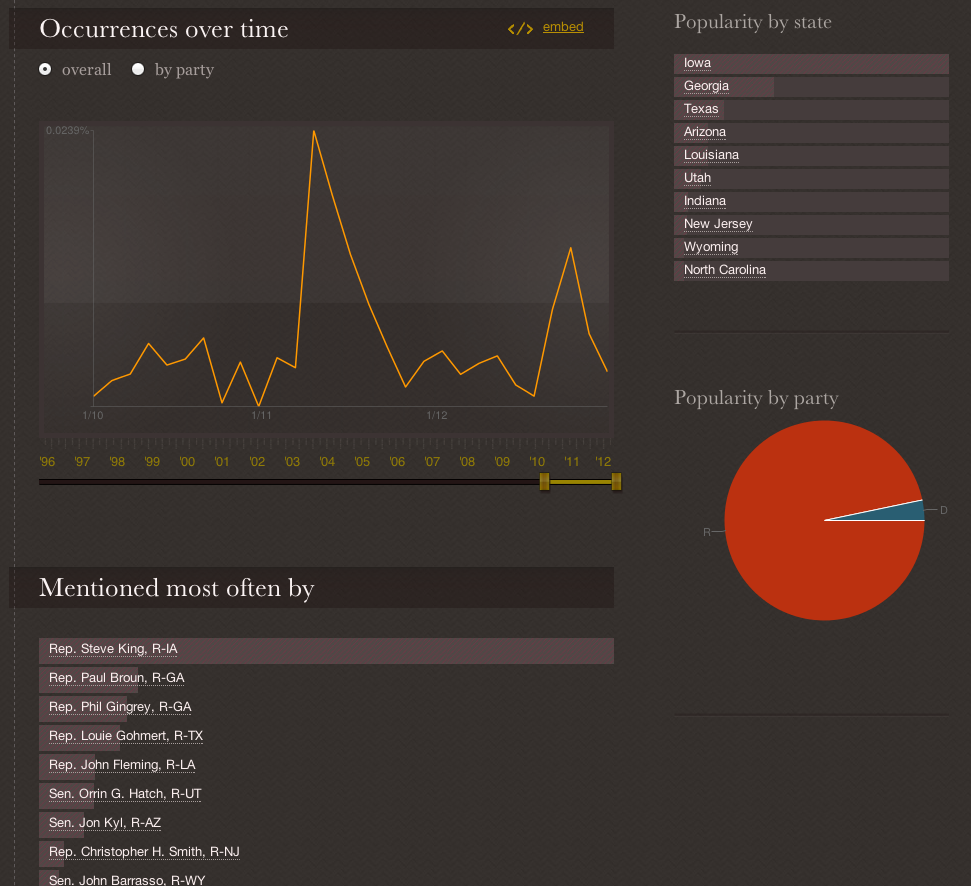 Occurrences over time
</> embed
overall by party
0.0239%
1/10 1/11 1/12
'96 '97 '98 '99 '00 '01 '02 '03 '04 '05 '06 '07 '08 '09 '10 '11 '12
Mentioned most often by
Rep. Steve King, R-IA
Rep. Paul Broun, R-GA
Rep. Phil Gingrey, R-GA
Rep. Louie Gohmert, R-TX
Rep. John Fleming, R-LA
Sen. Orrin G. Hatch, R-UT
Sen. Jon Kyl, R-AZ
Rep. Christopher H. Smith, R-NJ
Sen. John Barrasso, R-WY
Popularity by state
Iowa
Georgia
Texas
Arizona
Louisiana
Utah
Indiana
New Jersey
Wyoming
North Carolina
Popularity by party
D
R